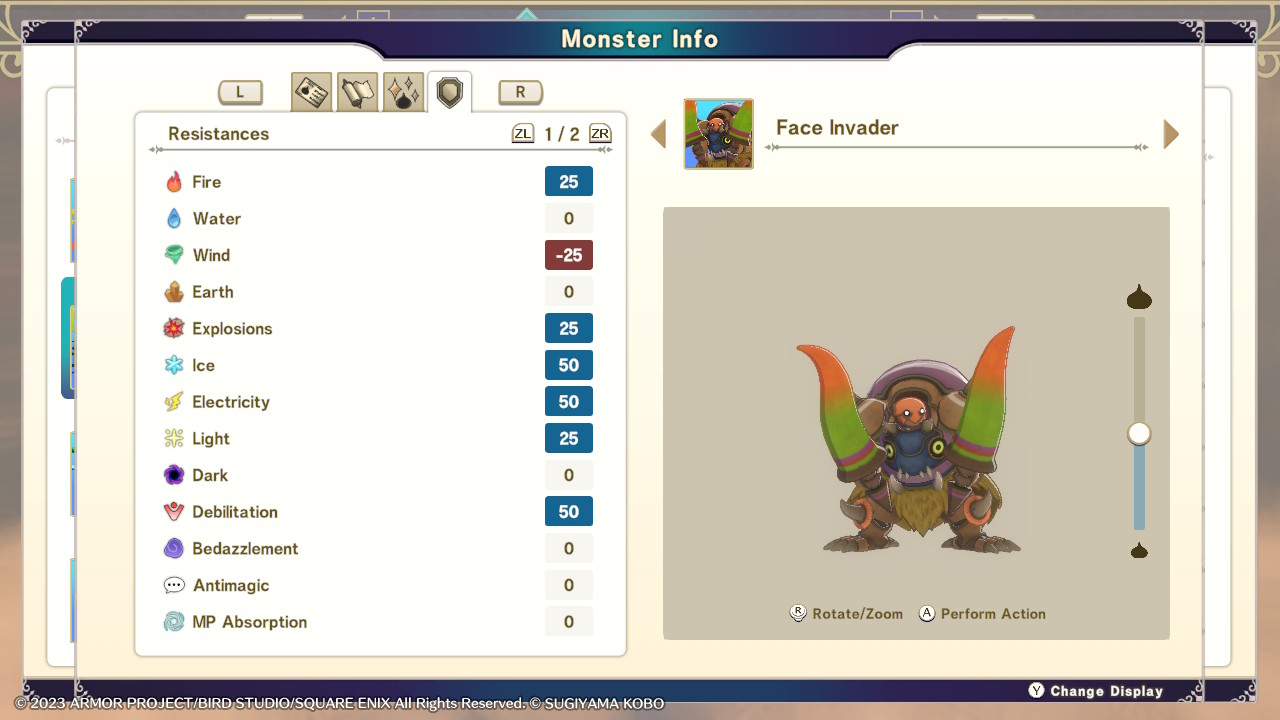 Monster Info
L
R
Resistances
ZL 1 / 2 ZR
Face Invader
Fire 25
Water 0
Wind -25
Earth 0
Explosions 25
Ice 50
Electricity 50
Light 25
Dark 0
Debilitation 50
Bedazzlement 0
Antimagic 0
MP Absorption 0
R Rotate/Zoom A Perform Action
Y Change Display
© 2023 ARMOR PROJECT/BIRD STUDIO/SQUARE ENIX All Rights Reserved. © SUGIYAMA KOBO